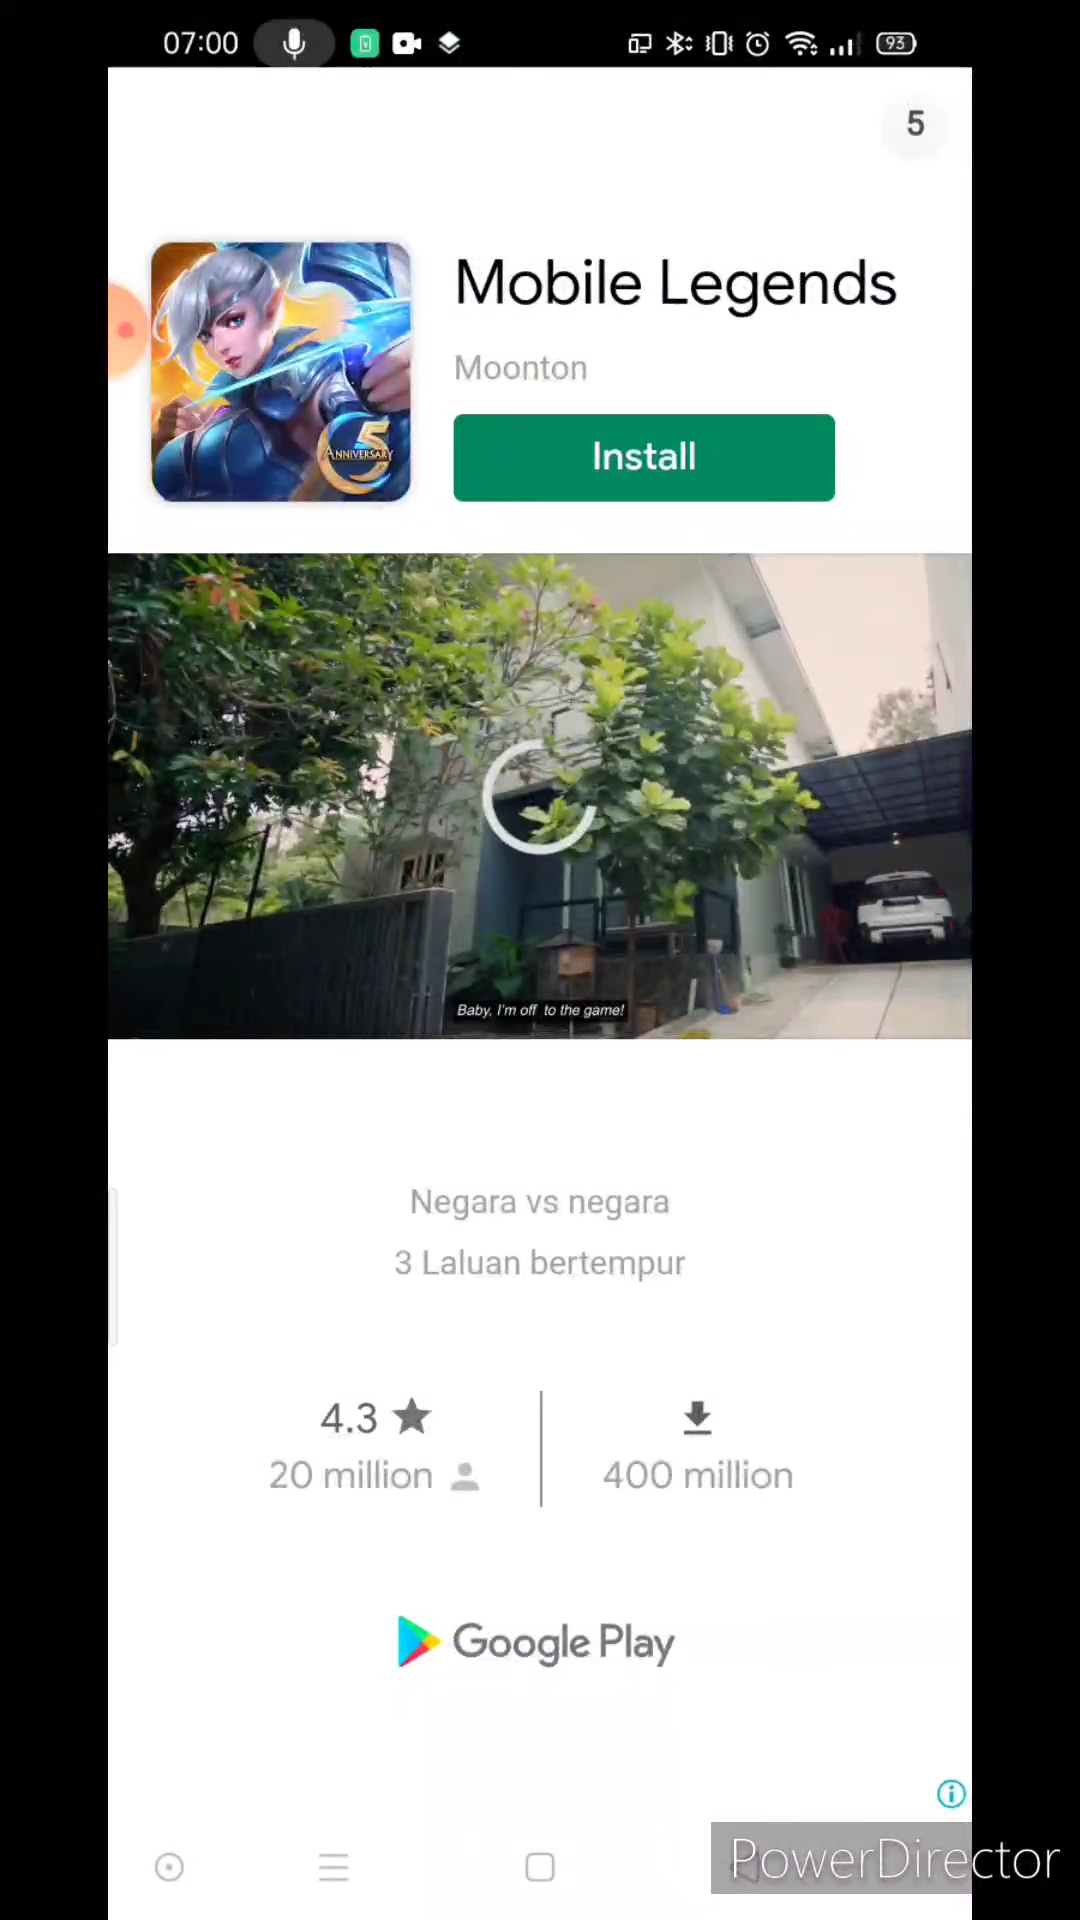 07:00
93
5
Mobile Legends
Moonton
Install
5
ANNIVERSARY
Baby, I'm off to the game!
Negara vs negara
3 Laluan bertempur
4.3
20 million
400 million
Google Play
PowerDirector